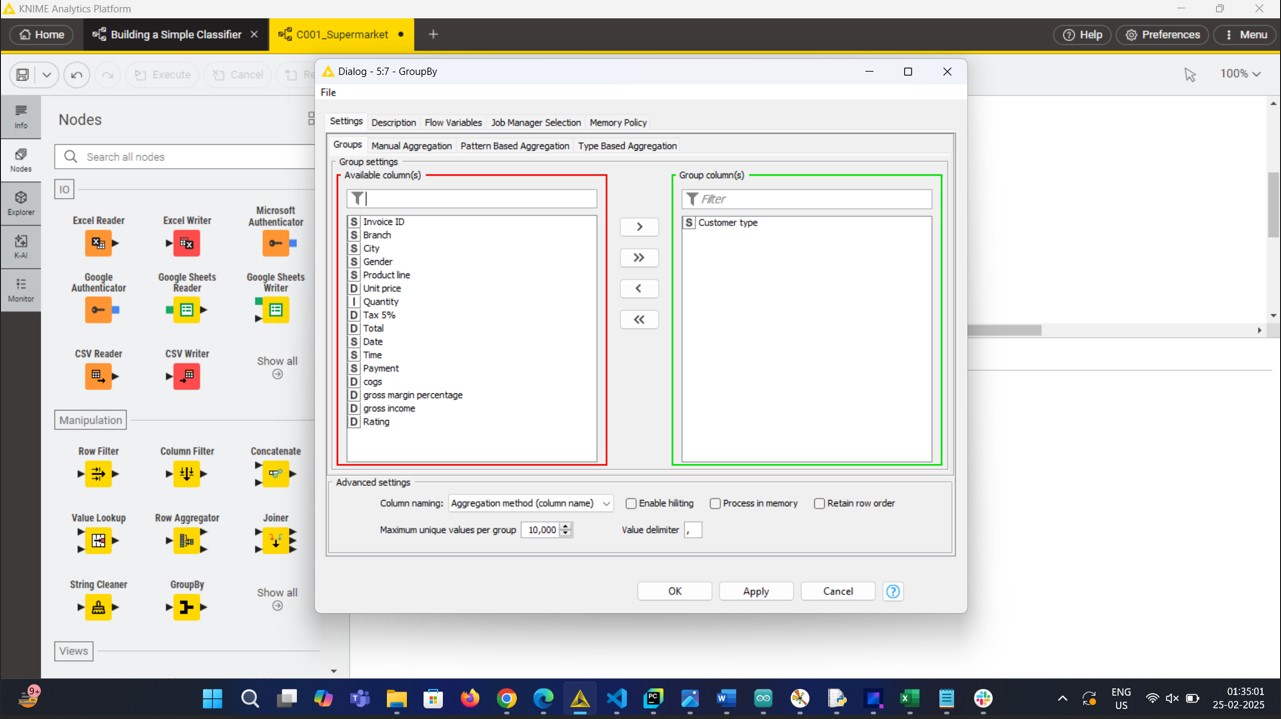 KNIME Analytics Platform
Home
Building a Simple Classifier
C001_Supermarket
Help
Preferences
Menu
Execute
Cancel
Re
100%
Dialog - 5:7 - GroupBy
File
Settings
Description
Flow Variables
Job Manager Selection
Memory Policy
Groups
Manual Aggregation
Pattern Based Aggregation
Type Based Aggregation
Group settings
Available column(s)
S Invoice ID
S Branch
S City
S Gender
S Product line
D Unit price
I Quantity
D Tax 5%
D Total
S Date
S Time
S Payment
D cogs
D gross margin percentage
D gross income
D Rating
>
>>
<
<<
Group column(s)
Filter
S Customer type
Advanced settings
Column naming: Aggregation method (column name)
Enable hiliting
Process in memory
Retain row order
Maximum unique values per group 10,000
Value delimiter ,
OK
Apply
Cancel
?
Info
Nodes
Explorer
K-AI
Monitor
Nodes
Search all nodes
IO
Excel Reader
Excel Writer
Microsoft
Authenticator
Google
Authenticator
Google Sheets
Reader
Google Sheets
Writer
CSV Reader
CSV Writer
Show all
Manipulation
Row Filter
Column Filter
Concatenate
Value Lookup
Row Aggregator
Joiner
String Cleaner
GroupBy
Show all
Views
9+
ENG
US
01:35:01
25-02-2025